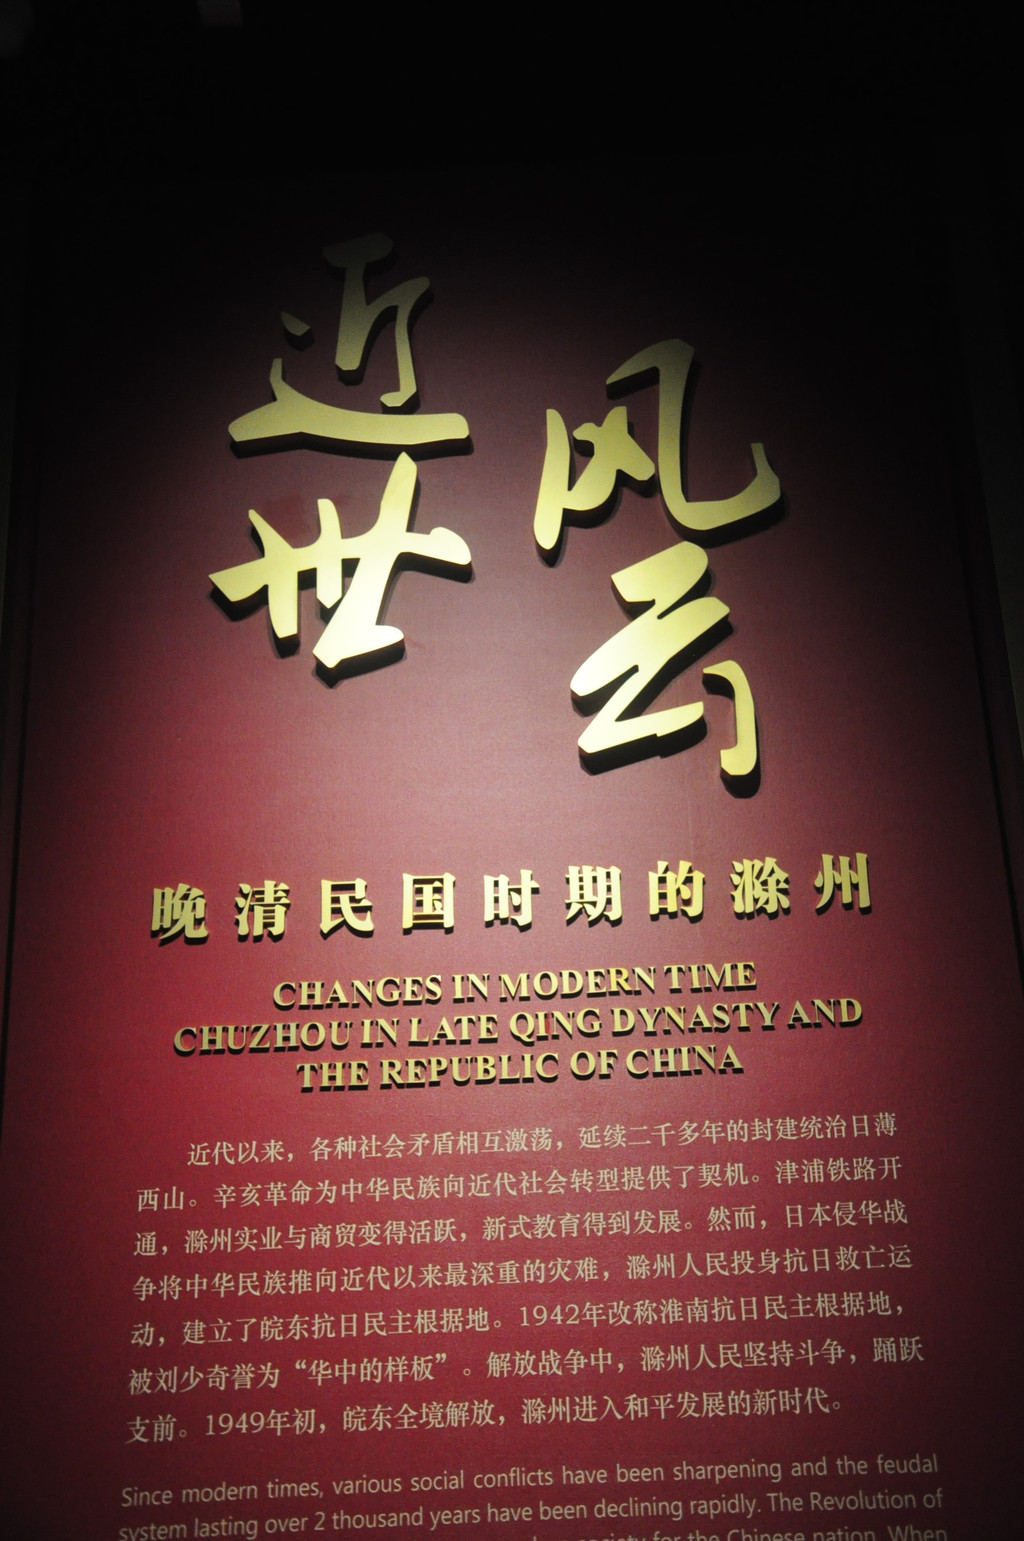 近世
风云
晚清民国时期的滁州
CHANGES IN MODERN TIME
CHUZHOU IN LATE QING DYNASTY AND
THE REPUBLIC OF CHINA
近代以来，各种社会矛盾相互激荡，延续二千多年的封建统治日薄
西山。辛亥革命为中华民族向近代社会转型提供了契机。津浦铁路开
通，滁州实业与商贸变得活跃，新式教育得到发展。然而，日本侵华战
争将中华民族推向近代以来最深重的灾难，滁州人民投身抗日救亡运
动，建立了皖东抗日民主根据地。1942年改称淮南抗日民主根据地，
被刘少奇誉为“华中的样板”。解放战争中，滁州人民坚持斗争，踊跃
支前。1949年初，皖东全境解放，滁州进入和平发展的新时代。
Since modern times, various social conflicts have been sharpening and the feudal
system lasting over 2 thousand years have been declining rapidly. The Revolution of
society for the Chinese nation. When